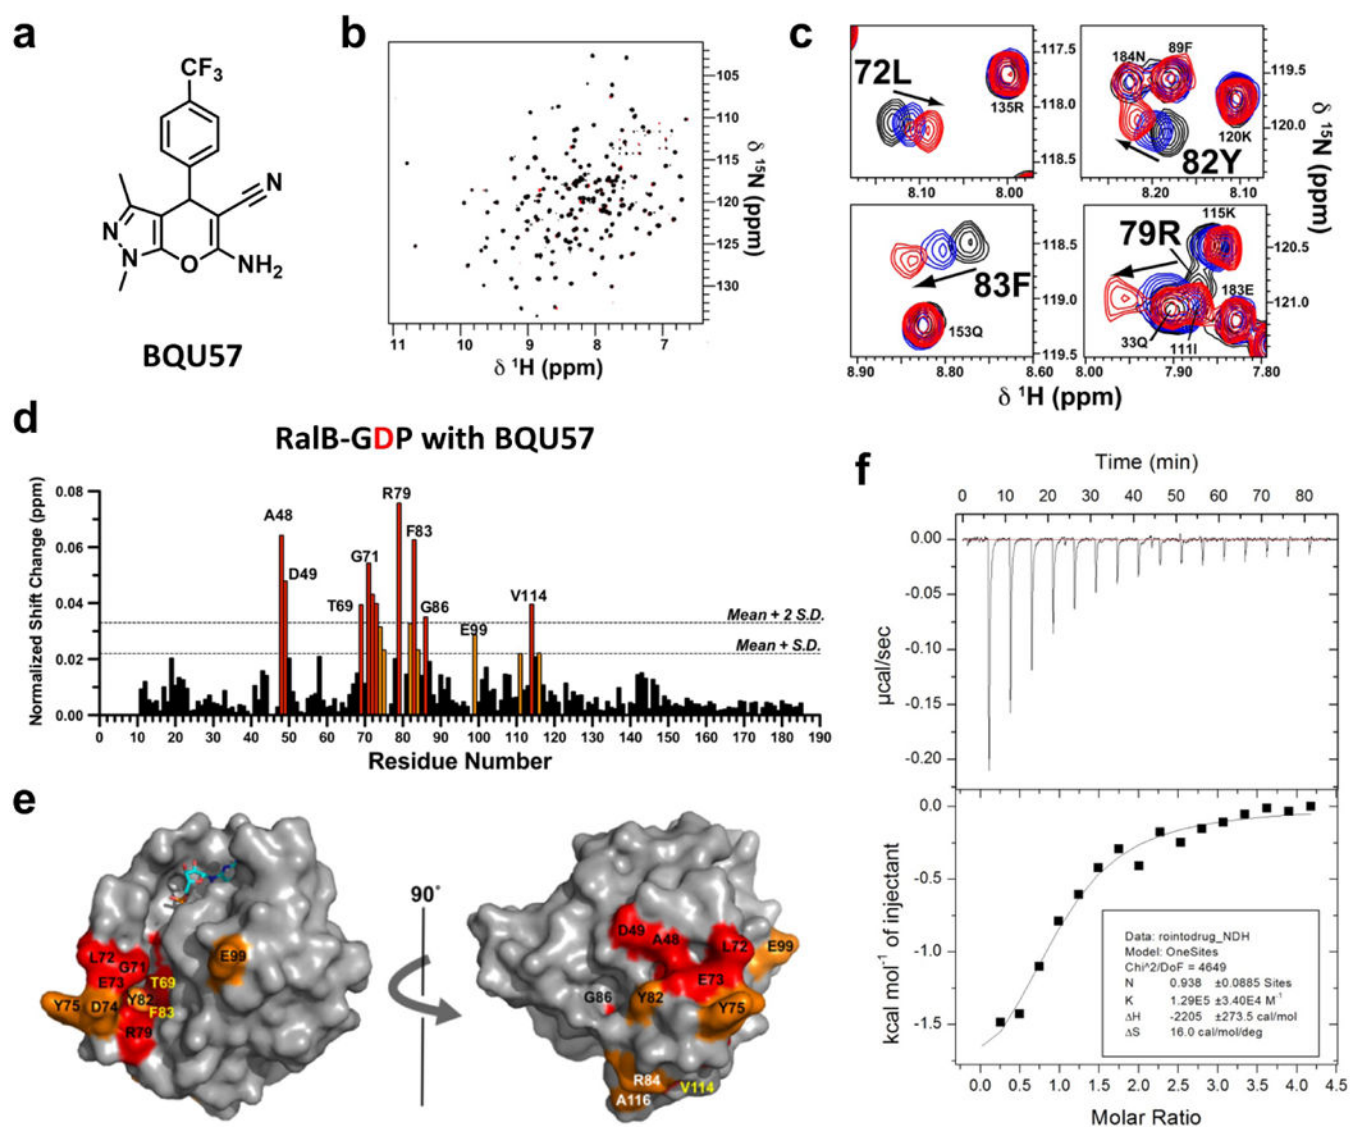 a
CF3
N
N
O
NH2
N
BQU57
b
105
110
115
120
125
130
δ 15N (ppm)
11
10
9
8
7
δ 1H (ppm)
c
72L
135R
117.5
118.0
118.5
8.10
8.00
184N
89F
120K
82Y
119.5
120.0
8.20
8.10
83F
153Q
118.5
119.0
119.5
8.90
8.80
8.60
79R
115K
183E
33Q
111I
120.5
121.0
8.00
7.90
7.80
δ 15N (ppm)
δ 1H (ppm)
d
RalB-GDP with BQU57
Normalized Shift Change (ppm)
0.08
0.06
0.04
0.02
0.00
A48
D49
T69
G71
R79
F83
G86
E99
V114
Mean + 2 S.D.
Mean + S.D.
0 10 20 30 40 50 60 70 80 90 100 110 120 130 140 150 160 170 180 190
Residue Number
e
L72
G71
E73
T69
Y75
D74
Y82
F83
R79
E99
90°
D49
A48
L72
E99
E73
G86
Y82
Y75
R84
A116
V114
f
Time (min)
0 10 21 30 41 50 61 71 80
0.00
-0.05
-0.10
-0.15
-0.20
µcal/sec
0.0
-0.5
-1.0
-1.5
kcal mol-1 of injectant
Data: rointodrug_NDH
Model: OneSites
Chi^2/DoF = 4649
N 0.938 ±0.0885 Sites
K 1.29E5 ±3.40E4 M-1
ΔH -2205 ±273.5 cal/mol
ΔS 16.0 cal/mol/deg
0.0 0.5 1.0 1.5 2.0 2.5 3.0 3.5 4.0 4.5
Molar Ratio